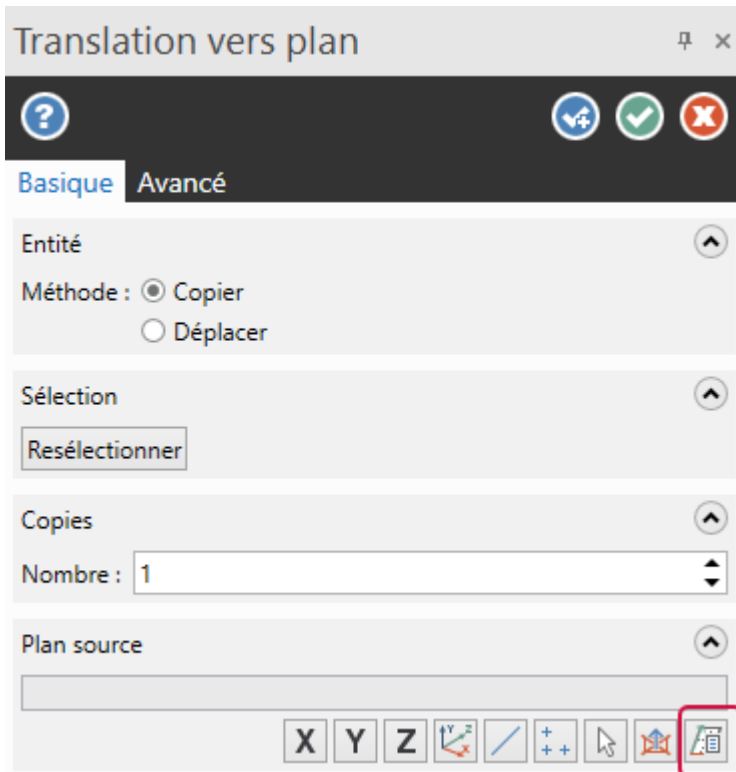 Translation vers plan
Basique Avancé
Entité
Méthode : Copier
Déplacer
Sélection
Resélectionner
Copies
Nombre : 1
Plan source
X Y Z